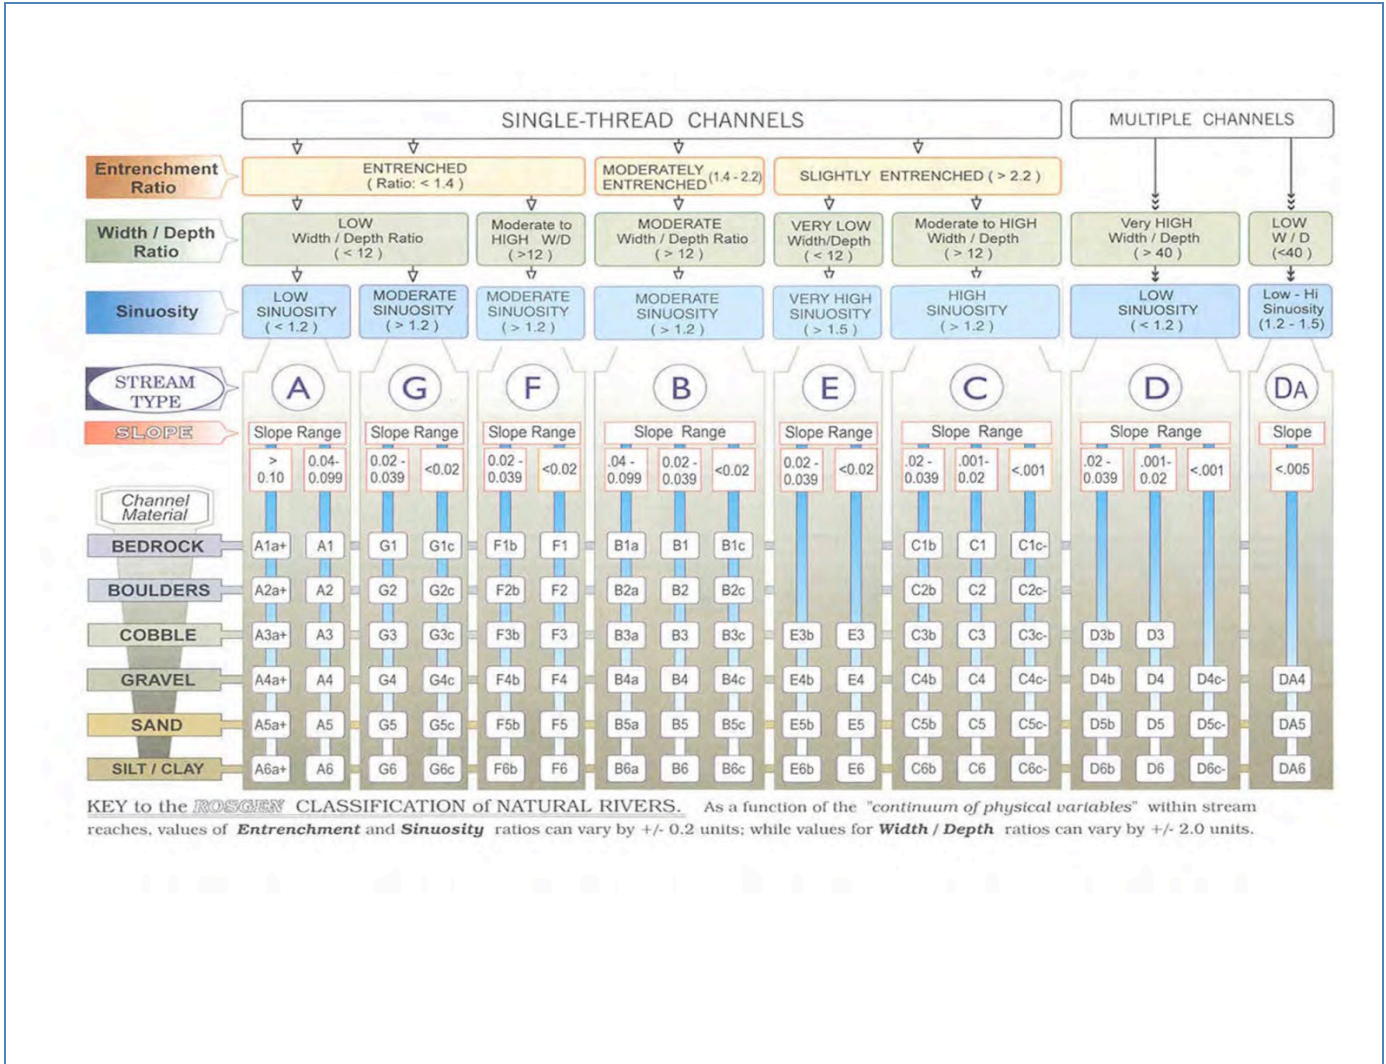 SINGLE-THREAD CHANNELS
MULTIPLE CHANNELS
Entrenchment
Ratio
ENTRENCHED
( Ratio: < 1.4 )
MODERATELY
ENTRENCHED (1.4 - 2.2)
SLIGHTLY ENTRENCHED ( > 2.2 )
Width / Depth
Ratio
LOW
Width / Depth Ratio
( < 12 )
Moderate to
HIGH W/D
( >12 )
MODERATE
Width / Depth Ratio
( > 12 )
VERY LOW
Width/Depth
( < 12 )
Moderate to HIGH
Width / Depth
( > 12 )
Very HIGH
Width / Depth
( > 40 )
LOW
W / D
( <40 )
Sinuosity
LOW
SINUOSITY
( < 1.2 )
MODERATE
SINUOSITY
( > 1.2 )
MODERATE
SINUOSITY
( > 1.2 )
MODERATE
SINUOSITY
( > 1.2 )
VERY HIGH
SINUOSITY
( > 1.5 )
HIGH
SINUOSITY
( > 1.2 )
LOW
SINUOSITY
( < 1.2 )
Low - Hi
Sinuosity
(1.2 - 1.5)
STREAM
TYPE
A G F B E C D DA
SLOPE
Slope Range Slope Range Slope Range Slope Range Slope Range Slope Range Slope Range Slope
>
0.10
0.04-
0.099
0.02 -
0.039
<0.02
0.02 -
0.039
<0.02
.04 -
0.099
0.02 -
0.039
<0.02
0.02 -
0.039
<0.02
.02 -
0.039
.001-
0.02
<.001
.02 -
0.039
.001-
0.02
<.001
<.005
Channel
Material
BEDROCK A1a+ A1 G1 G1c F1b F1 B1a B1 B1c C1b C1 C1c-
BOULDERS A2a+ A2 G2 G2c F2b F2 B2a B2 B2c C2b C2 C2c-
COBBLE A3a+ A3 G3 G3c F3b F3 B3a B3 B3c E3b E3 C3b C3 C3c- D3b D3
GRAVEL A4a+ A4 G4 G4c F4b F4 B4a B4 B4c E4b E4 C4b C4 C4c- D4b D4 D4c- DA4
SAND A5a+ A5 G5 G5c F5b F5 B5a B5 B5c E5b E5 C5b C5 C5c- D5b D5 D5c- DA5
SILT / CLAY A6a+ A6 G6 G6c F6b F6 B6a B6 B6c E6b E6 C6b C6 C6c- D6b D6 D6c- DA6
KEY to the ROSGEN CLASSIFICATION of NATURAL RIVERS. As a function of the "continuum of physical variables" within stream
reaches, values of Entrenchment and Sinuosity ratios can vary by +/- 0.2 units; while values for Width / Depth ratios can vary by +/- 2.0 units.